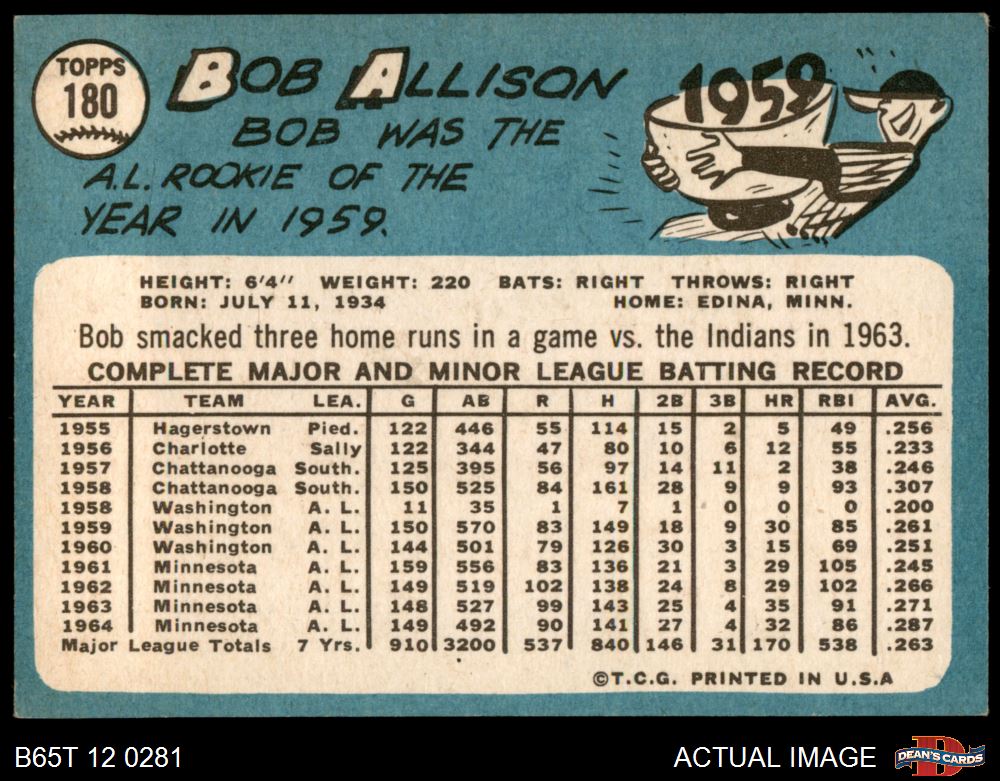 TOPPS
180
BOB ALLISON
BOB WAS THE
A.L. ROOKIE OF THE
YEAR IN 1959.
1959
HEIGHT: 6'4" WEIGHT: 220 BATS: RIGHT THROWS: RIGHT
BORN: JULY 11, 1934 HOME: EDINA, MINN.
Bob smacked three home runs in a game vs. the Indians in 1963.
COMPLETE MAJOR AND MINOR LEAGUE BATTING RECORD
YEAR TEAM LEA. G AB R H 2B 3B HR RBI AVG.
1955 Hagerstown Pied. 122 446 55 114 15 2 5 49 .256
1956 Charlotte Sally 122 344 47 80 10 6 12 55 .233
1957 Chattanooga South. 125 395 56 97 14 11 2 38 .246
1958 Chattanooga South. 150 525 84 161 28 9 9 93 .307
1958 Washington A. L. 11 35 1 7 1 0 0 0 .200
1959 Washington A. L. 150 570 83 149 18 9 30 85 .261
1960 Washington A. L. 144 501 79 126 30 3 15 69 .251
1961 Minnesota A. L. 159 556 83 136 21 3 29 105 .245
1962 Minnesota A. L. 149 519 102 138 24 8 29 102 .266
1963 Minnesota A. L. 148 527 99 143 25 4 35 91 .271
1964 Minnesota A. L. 149 492 90 141 27 4 32 86 .287
Major League Totals 7 Yrs. 910 3200 537 840 146 31 170 538 .263
©T.C.G. PRINTED IN U.S.A
B65T 12 0281 ACTUAL IMAGE DEAN'S CARDS